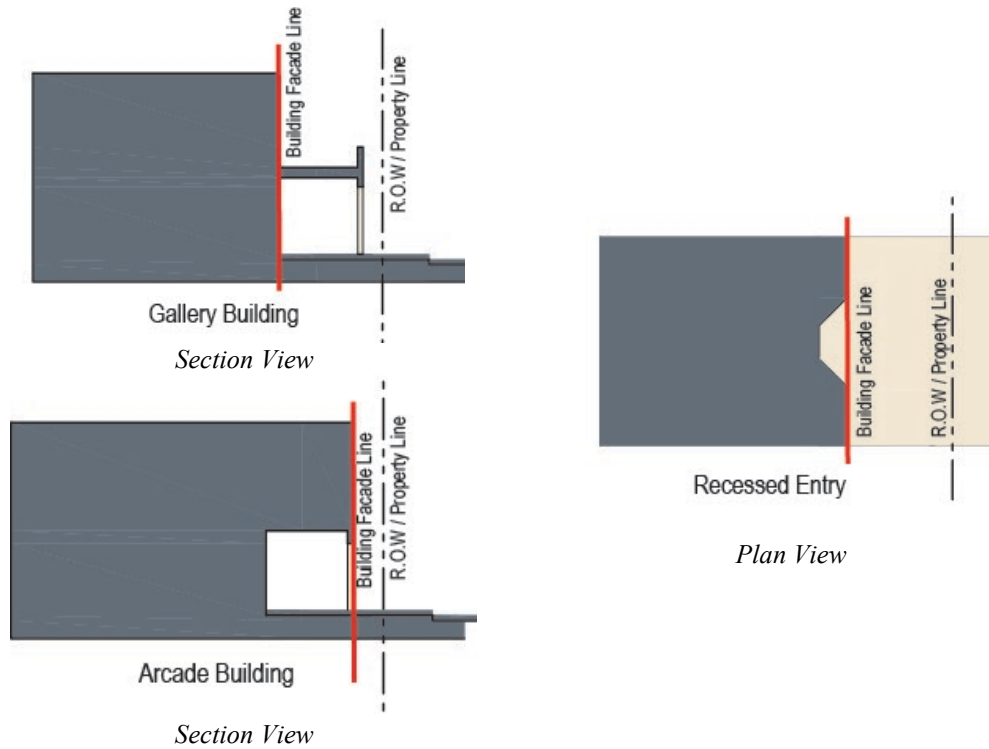 Building Facade Line
R.O.W / Property Line
Gallery Building
Section View
Building Facade Line
R.O.W / Property Line
Arcade Building
Section View
Building Facade Line
R.O.W / Property Line
Recessed Entry
Plan View